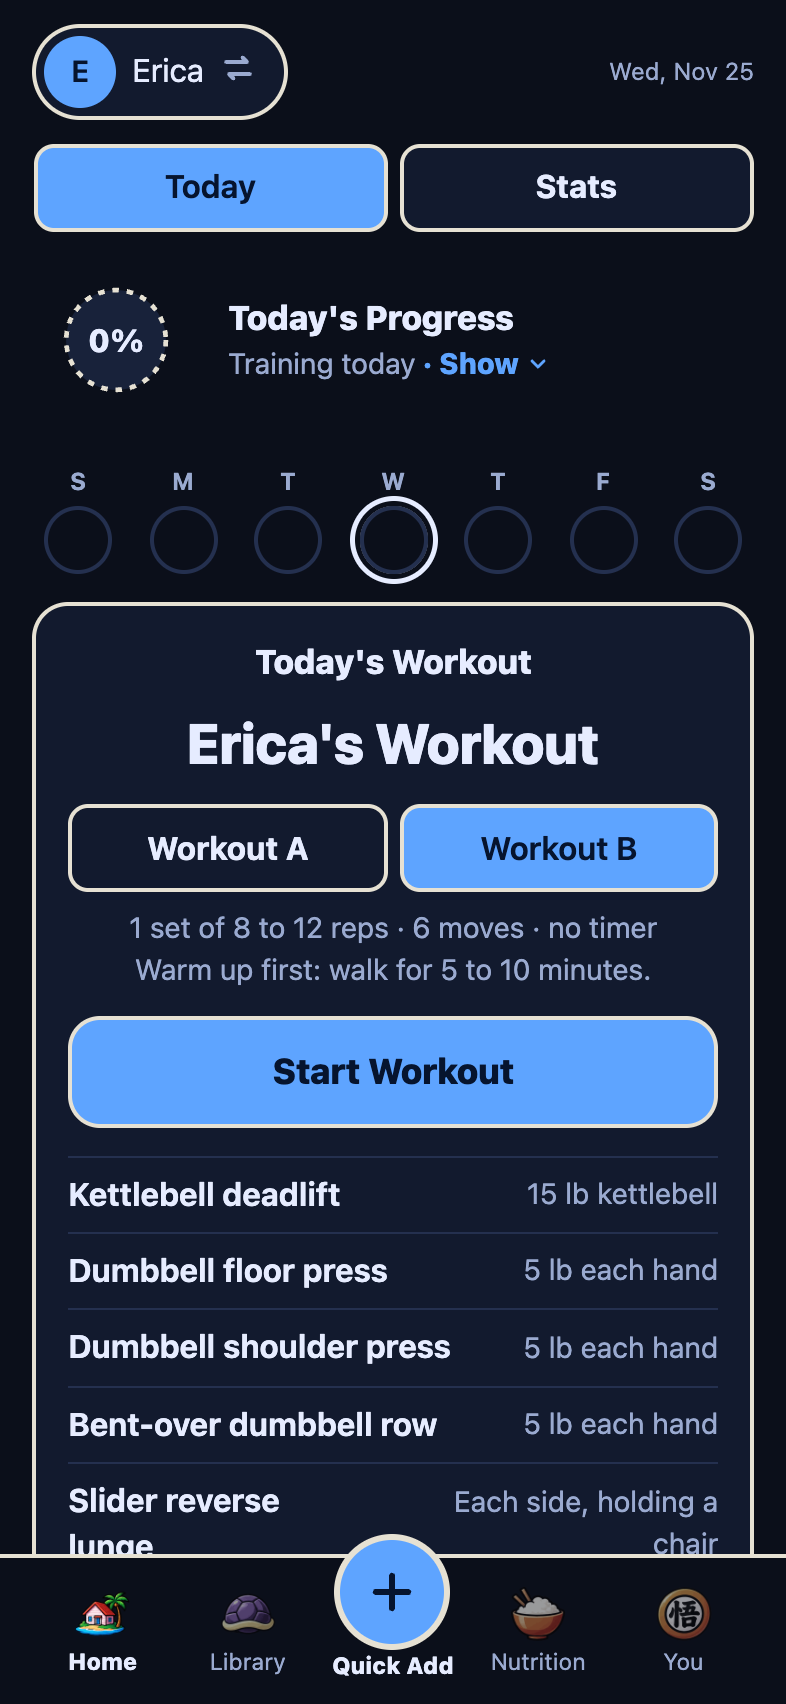 E Erica
Wed, Nov 25
Today
Stats
0%
Today's Progress
Training today · Show
S M T W T F S
Today's Workout
Erica's Workout
Workout A
Workout B
1 set of 8 to 12 reps · 6 moves · no timer
Warm up first: walk for 5 to 10 minutes.
Start Workout
Kettlebell deadlift 15 lb kettlebell
Dumbbell floor press 5 lb each hand
Dumbbell shoulder press 5 lb each hand
Bent-over dumbbell row 5 lb each hand
Slider reverse Each side, holding a
lunge chair
悟
Home Library Quick Add Nutrition You